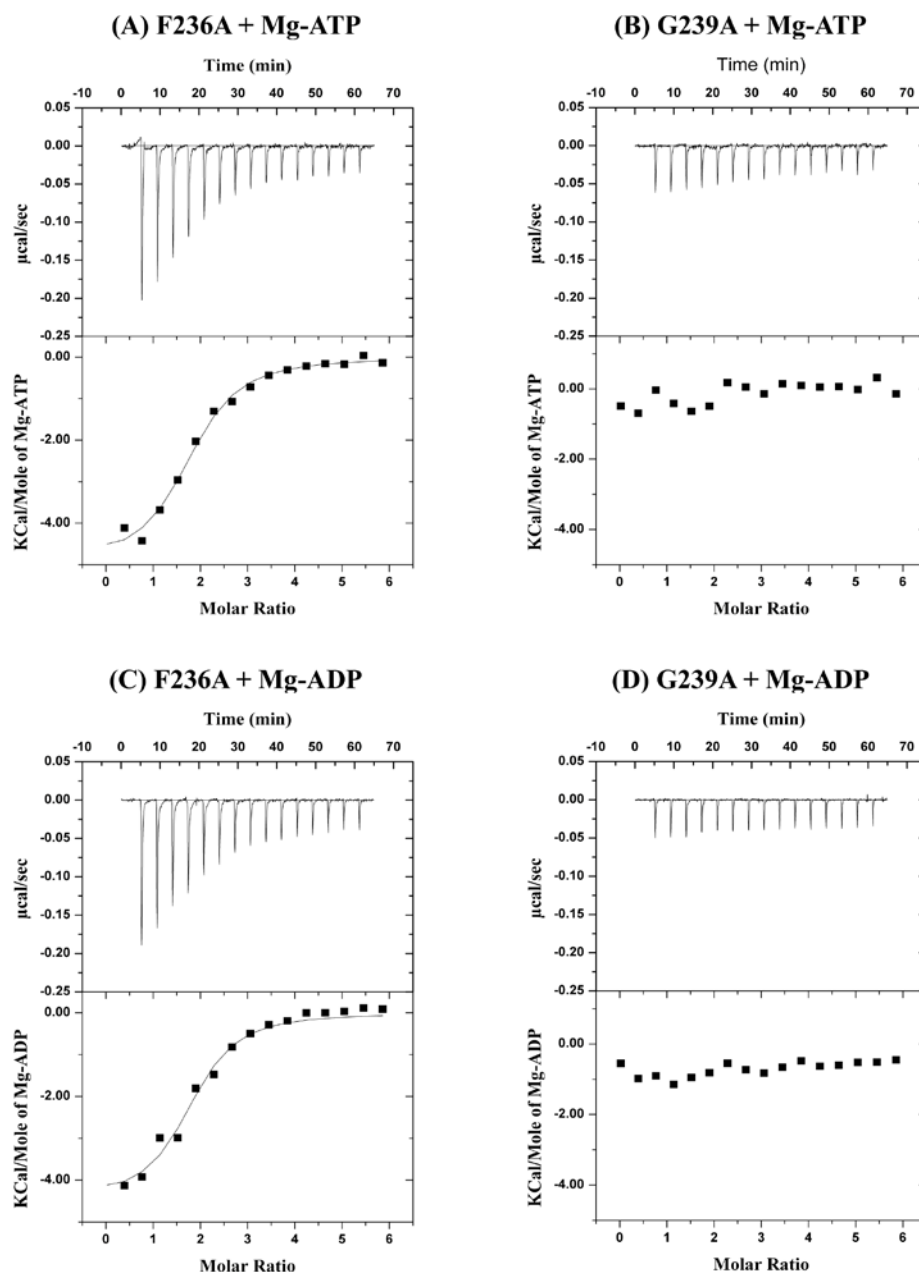 (A) F236A + Mg-ATP
Time (min)
-10 0 10 20 30 40 50 60 70
0.05
0.00
-0.05
-0.10
-0.15
-0.20
-0.25
µcal/sec
0.00
-2.00
-4.00
KCal/Mole of Mg-ATP
0 1 2 3 4 5 6
Molar Ratio
(B) G239A + Mg-ATP
Time (min)
-10 0 10 20 30 40 50 60 70
0.05
0.00
-0.05
-0.10
-0.15
-0.20
-0.25
µcal/sec
0.00
-2.00
-4.00
KCal/Mole of Mg-ATP
0 1 2 3 4 5 6
Molar Ratio
(C) F236A + Mg-ADP
Time (min)
-10 0 10 20 30 40 50 60 70
0.05
0.00
-0.05
-0.10
-0.15
-0.20
-0.25
µcal/sec
0.00
-2.00
-4.00
KCal/Mole of Mg-ADP
0 1 2 3 4 5 6
Molar Ratio
(D) G239A + Mg-ADP
Time (min)
-10 0 10 20 30 40 50 60 70
0.05
0.00
-0.05
-0.10
-0.15
-0.20
-0.25
µcal/sec
0.00
-2.00
-4.00
KCal/Mole of Mg-ADP
0 1 2 3 4 5 6
Molar Ratio